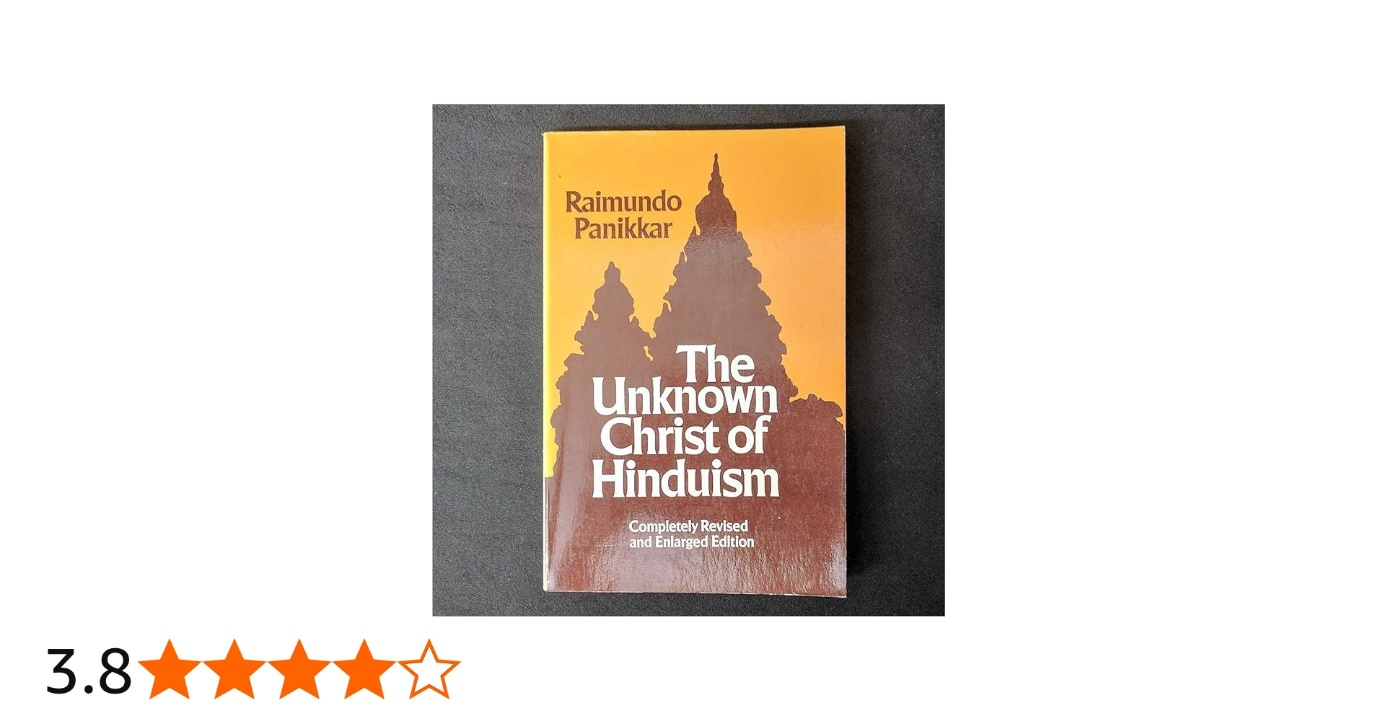 Raimundo
Panikkar
The
Unknown
Christ of
Hinduism
Completely Revised
and Enlarged Edition
3.8